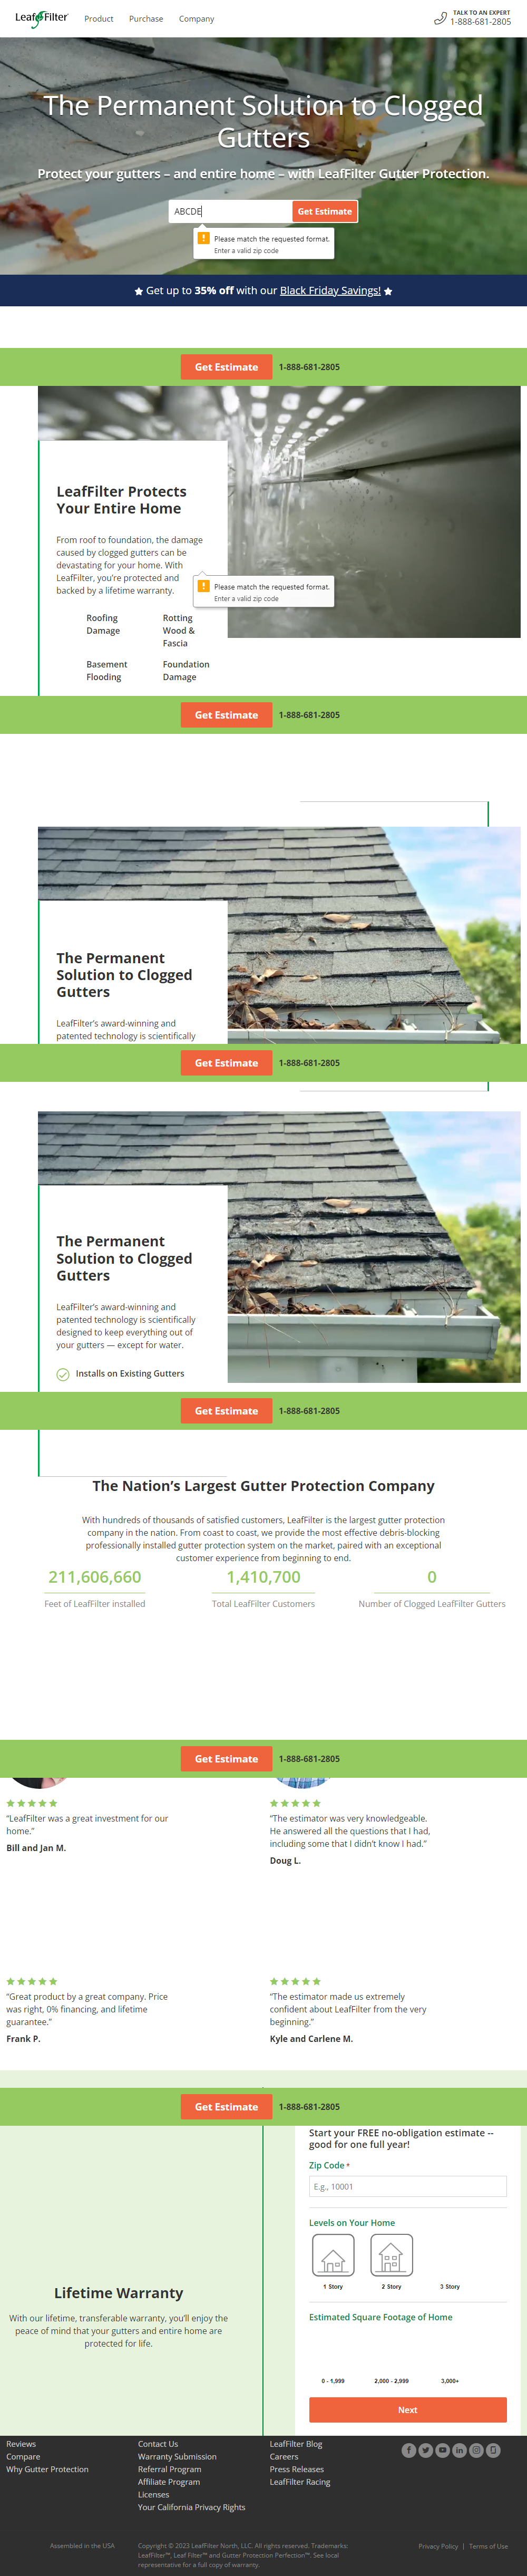 LeafFilter
Product Purchase Company
TALK TO AN EXPERT
1-888-681-2805
The Permanent Solution to Clogged
Gutters
Protect your gutters – and entire home – with LeafFilter Gutter Protection.
ABCDE Get Estimate
! Please match the requested format.
Enter a valid zip code
Get up to 35% off with our Black Friday Savings!
Get Estimate 1-888-681-2805
LeafFilter Protects
Your Entire Home
From roof to foundation, the damage
caused by clogged gutters can be
devastating for your home. With
LeafFilter, you’re protected and
backed by a lifetime warranty.
! Please match the requested format.
Enter a valid zip code
Roofing
Damage
Rotting
Wood &
Fascia
Basement
Flooding
Foundation
Damage
Get Estimate 1-888-681-2805
The Permanent
Solution to Clogged
Gutters
LeafFilter’s award-winning and
patented technology is scientifically
Get Estimate 1-888-681-2805
The Permanent
Solution to Clogged
Gutters
LeafFilter’s award-winning and
patented technology is scientifically
designed to keep everything out of
your gutters — except for water.
Installs on Existing Gutters
Get Estimate 1-888-681-2805
The Nation’s Largest Gutter Protection Company
With hundreds of thousands of satisfied customers, LeafFilter is the largest gutter protection
company in the nation. From coast to coast, we provide the most effective debris-blocking
professionally installed gutter protection system on the market, paired with an exceptional
customer experience from beginning to end.
211,606,660 1,410,700 0
Feet of LeafFilter installed Total LeafFilter Customers Number of Clogged LeafFilter Gutters
Get Estimate 1-888-681-2805
“LeafFilter was a great investment for our
home.”
Bill and Jan M.
“The estimator was very knowledgeable.
He answered all the questions that I had,
including some that I didn’t know I had.”
Doug L.
“Great product by a great company. Price
was right, 0% financing, and lifetime
guarantee.”
Frank P.
“The estimator made us extremely
confident about LeafFilter from the very
beginning.”
Kyle and Carlene M.
Get Estimate 1-888-681-2805
Start your FREE no-obligation estimate --
good for one full year!
Zip Code *
E.g., 10001
Levels on Your Home
1 Story 2 Story 3 Story
Estimated Square Footage of Home
0 - 1,999 2,000 - 2,999 3,000+
Next
Lifetime Warranty
With our lifetime, transferable warranty, you’ll enjoy the
peace of mind that your gutters and entire home are
protected for life.
Reviews
Compare
Why Gutter Protection
Contact Us
Warranty Submission
Referral Program
Affiliate Program
Licenses
Your California Privacy Rights
LeafFilter Blog
Careers
Press Releases
LeafFilter Racing
Assembled in the USA
Copyright © 2023 LeafFilter North, LLC. All rights reserved. Trademarks:
LeafFilter™, Leaf Filter™ and Gutter Protection Perfection™. See local
representative for a full copy of warranty.
Privacy Policy | Terms of Use